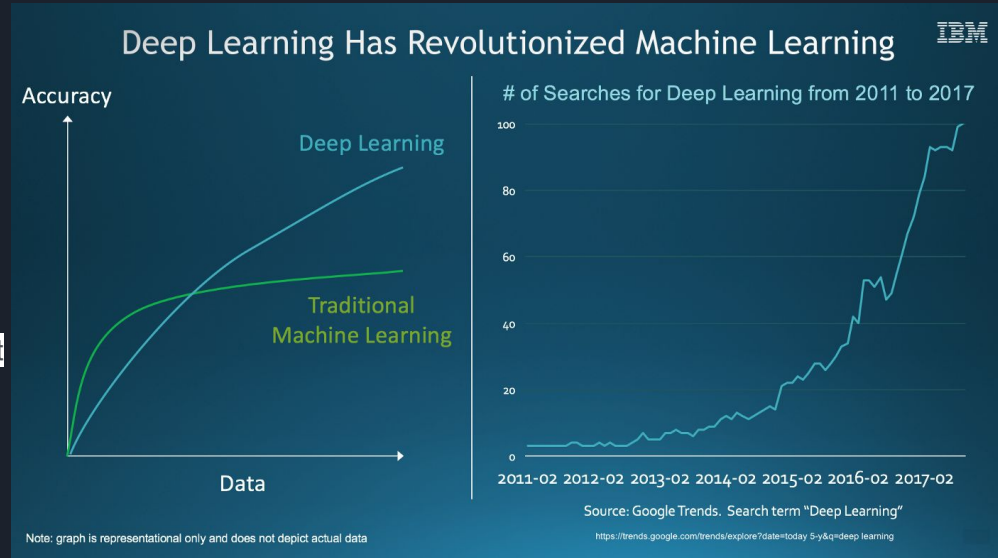 Deep Learning Has Revolutionized Machine Learning
IBM
Accuracy
Deep Learning
Traditional
Machine Learning
Data
Note: graph is representational only and does not depict actual data
# of Searches for Deep Learning from 2011 to 2017
100
80
60
40
20
0
2011-02 2012-02 2013-02 2014-02 2015-02 2016-02 2017-02
Source: Google Trends. Search term “Deep Learning”
https://trends.google.com/trends/explore?date=today 5-y&q=deep learning